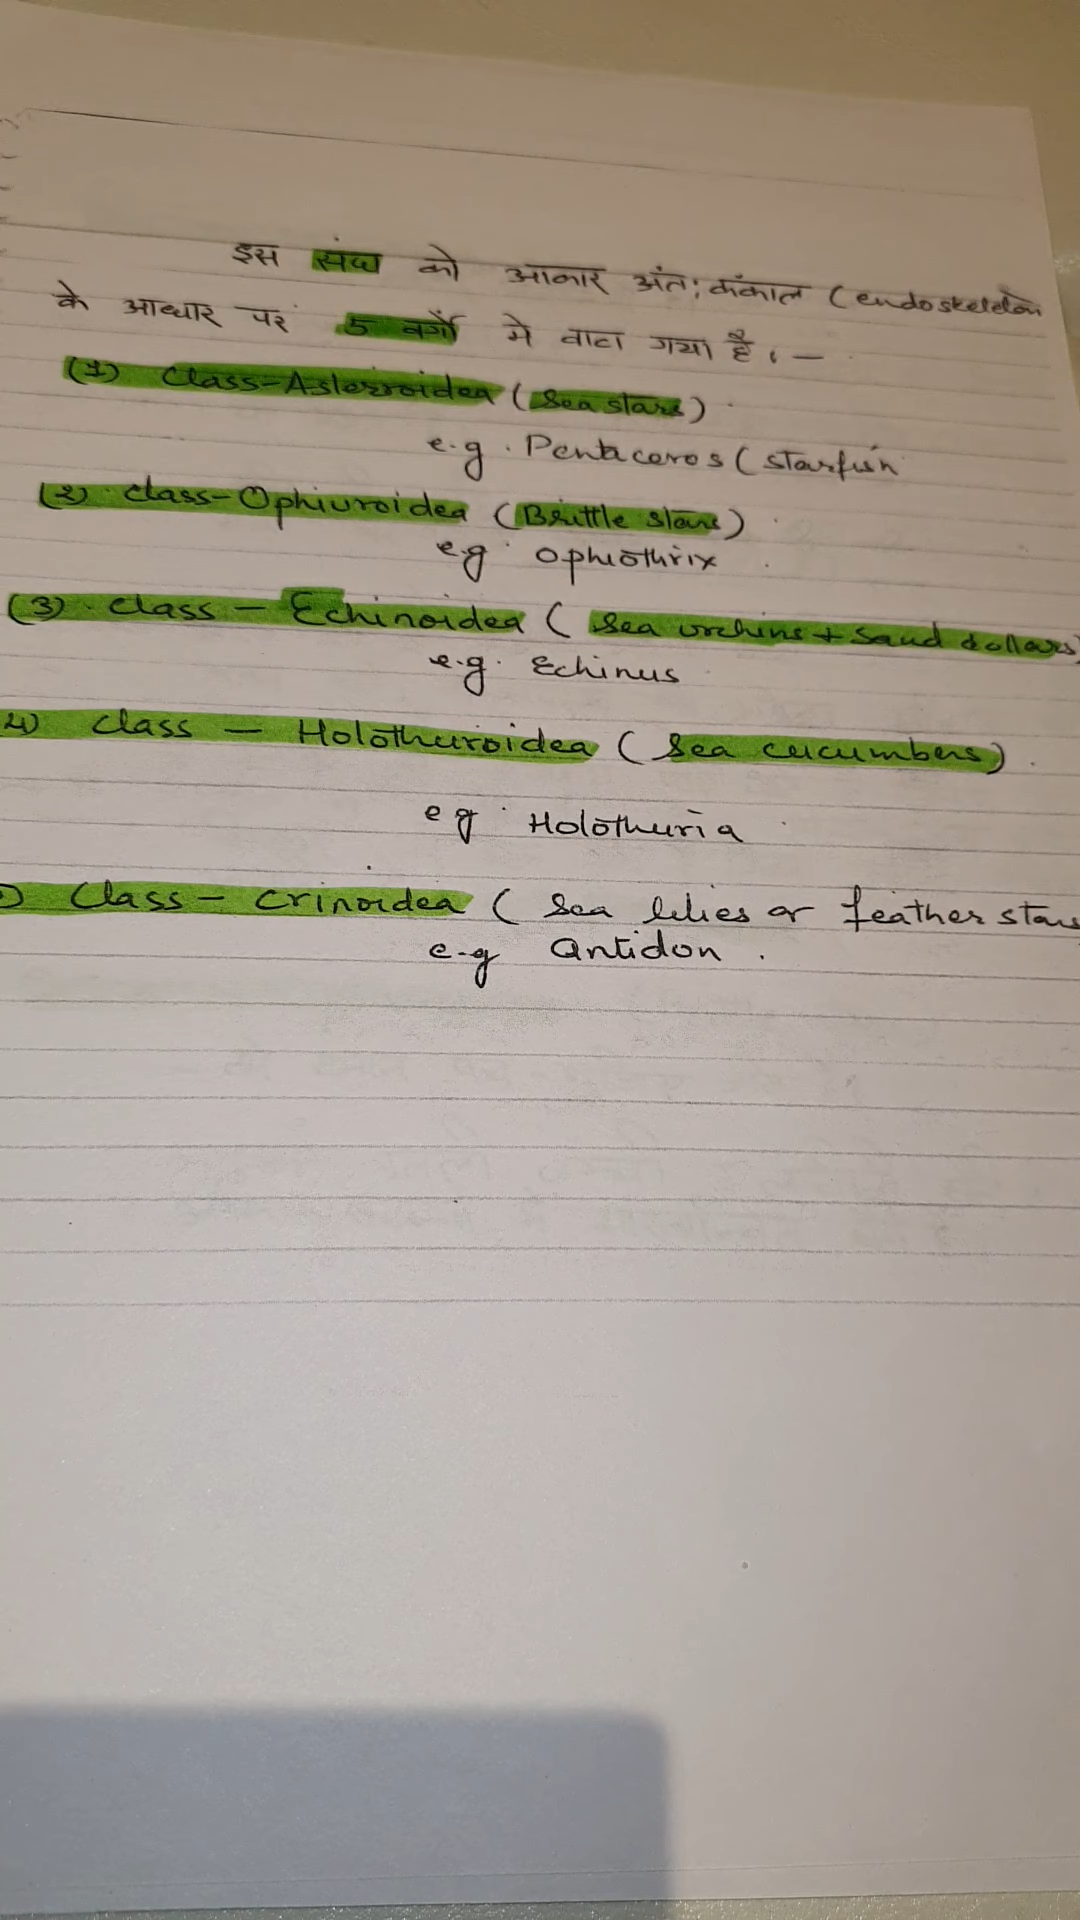 इस संघ को आकार अंत:कंकाल (endoskeleton
के आधार पर 5 वर्गो मे वाटा गया है। —
(1) Class-Asteroidea (Sea stars)
e.g. Pentaceros (starfish
(2) class-Ophiuroidea (Brittle stars)
e.g. ophiothrix
(3). class - Echinoidea (Sea urchins + Sand dollars)
e.g. Echinus
4) class - Holothuroidea (Sea cucumbers)
eg. Holothuria
) Class - crinoidea (Sea lilies or feather stars
e.g Antidon.